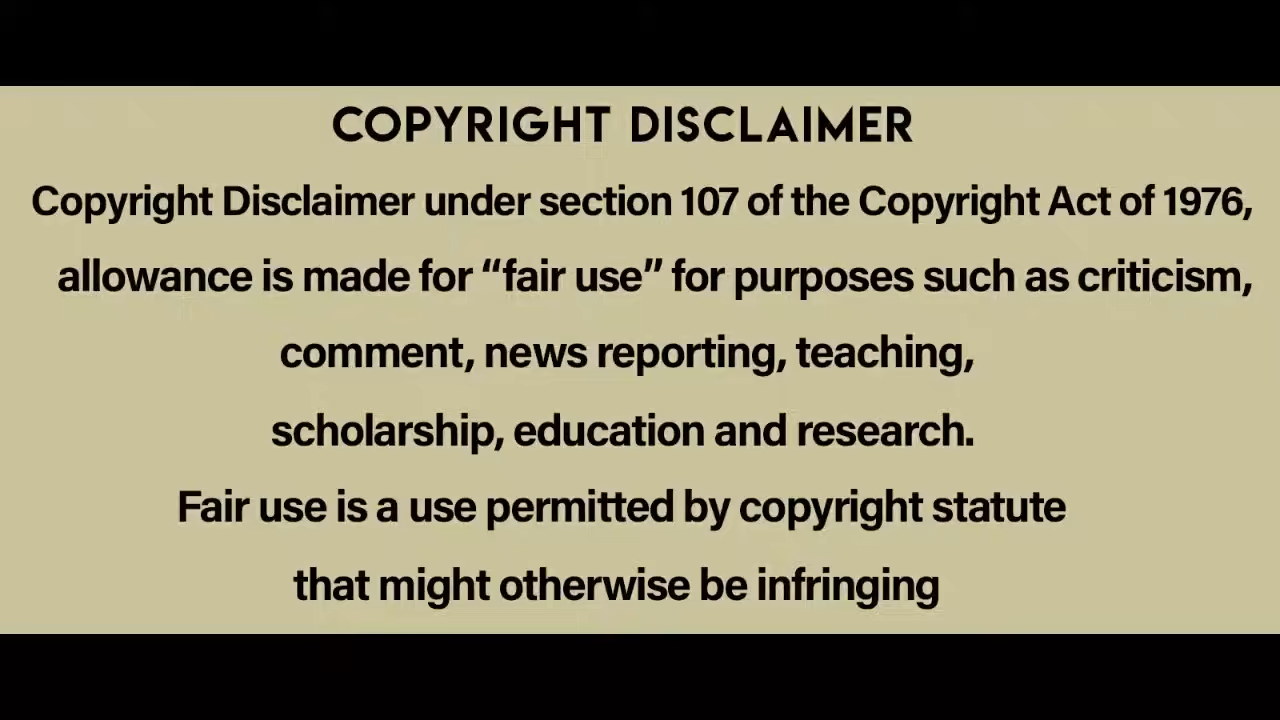 COPYRIGHT DISCLAIMER
Copyright Disclaimer under section 107 of the Copyright Act of 1976,
allowance is made for “fair use” for purposes such as criticism,
comment, news reporting, teaching,
scholarship, education and research.
Fair use is a use permitted by copyright statute
that might otherwise be infringing